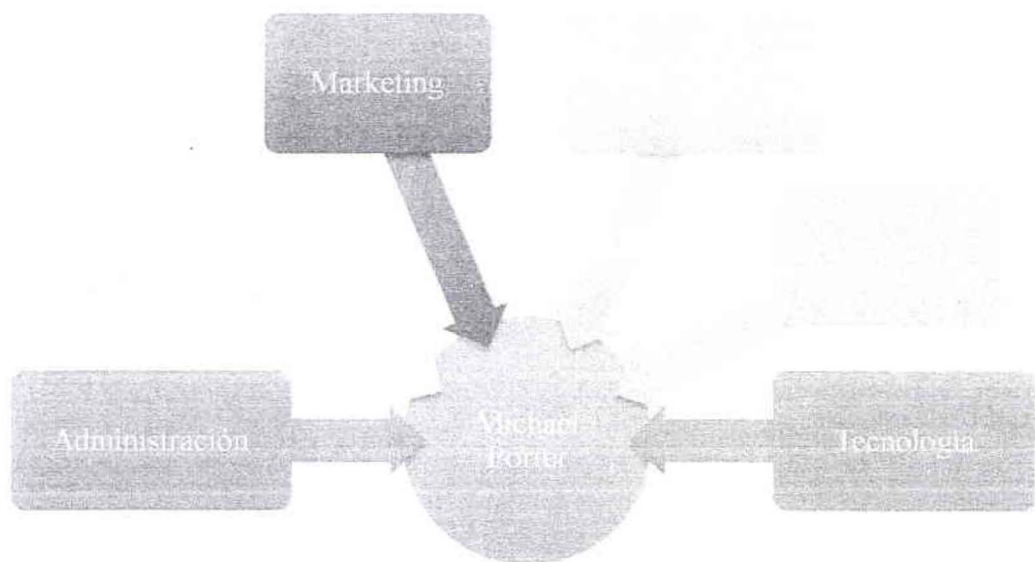 Marketing
Administración
Michael
Porter
Tecnología